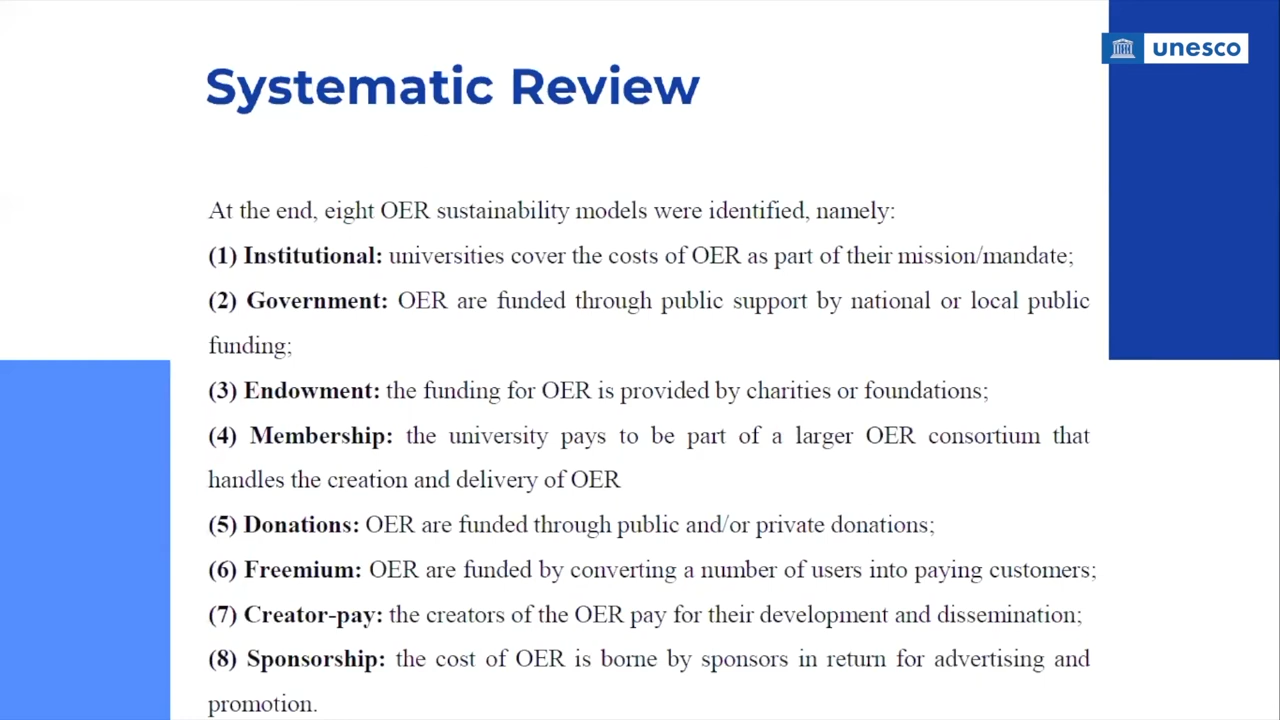 unesco
Systematic Review
At the end, eight OER sustainability models were identified, namely:
(1) Institutional: universities cover the costs of OER as part of their mission/mandate;
(2) Government: OER are funded through public support by national or local public
funding;
(3) Endowment: the funding for OER is provided by charities or foundations;
(4) Membership: the university pays to be part of a larger OER consortium that
handles the creation and delivery of OER
(5) Donations: OER are funded through public and/or private donations;
(6) Freemium: OER are funded by converting a number of users into paying customers;
(7) Creator-pay: the creators of the OER pay for their development and dissemination;
(8) Sponsorship: the cost of OER is borne by sponsors in return for advertising and
promotion.